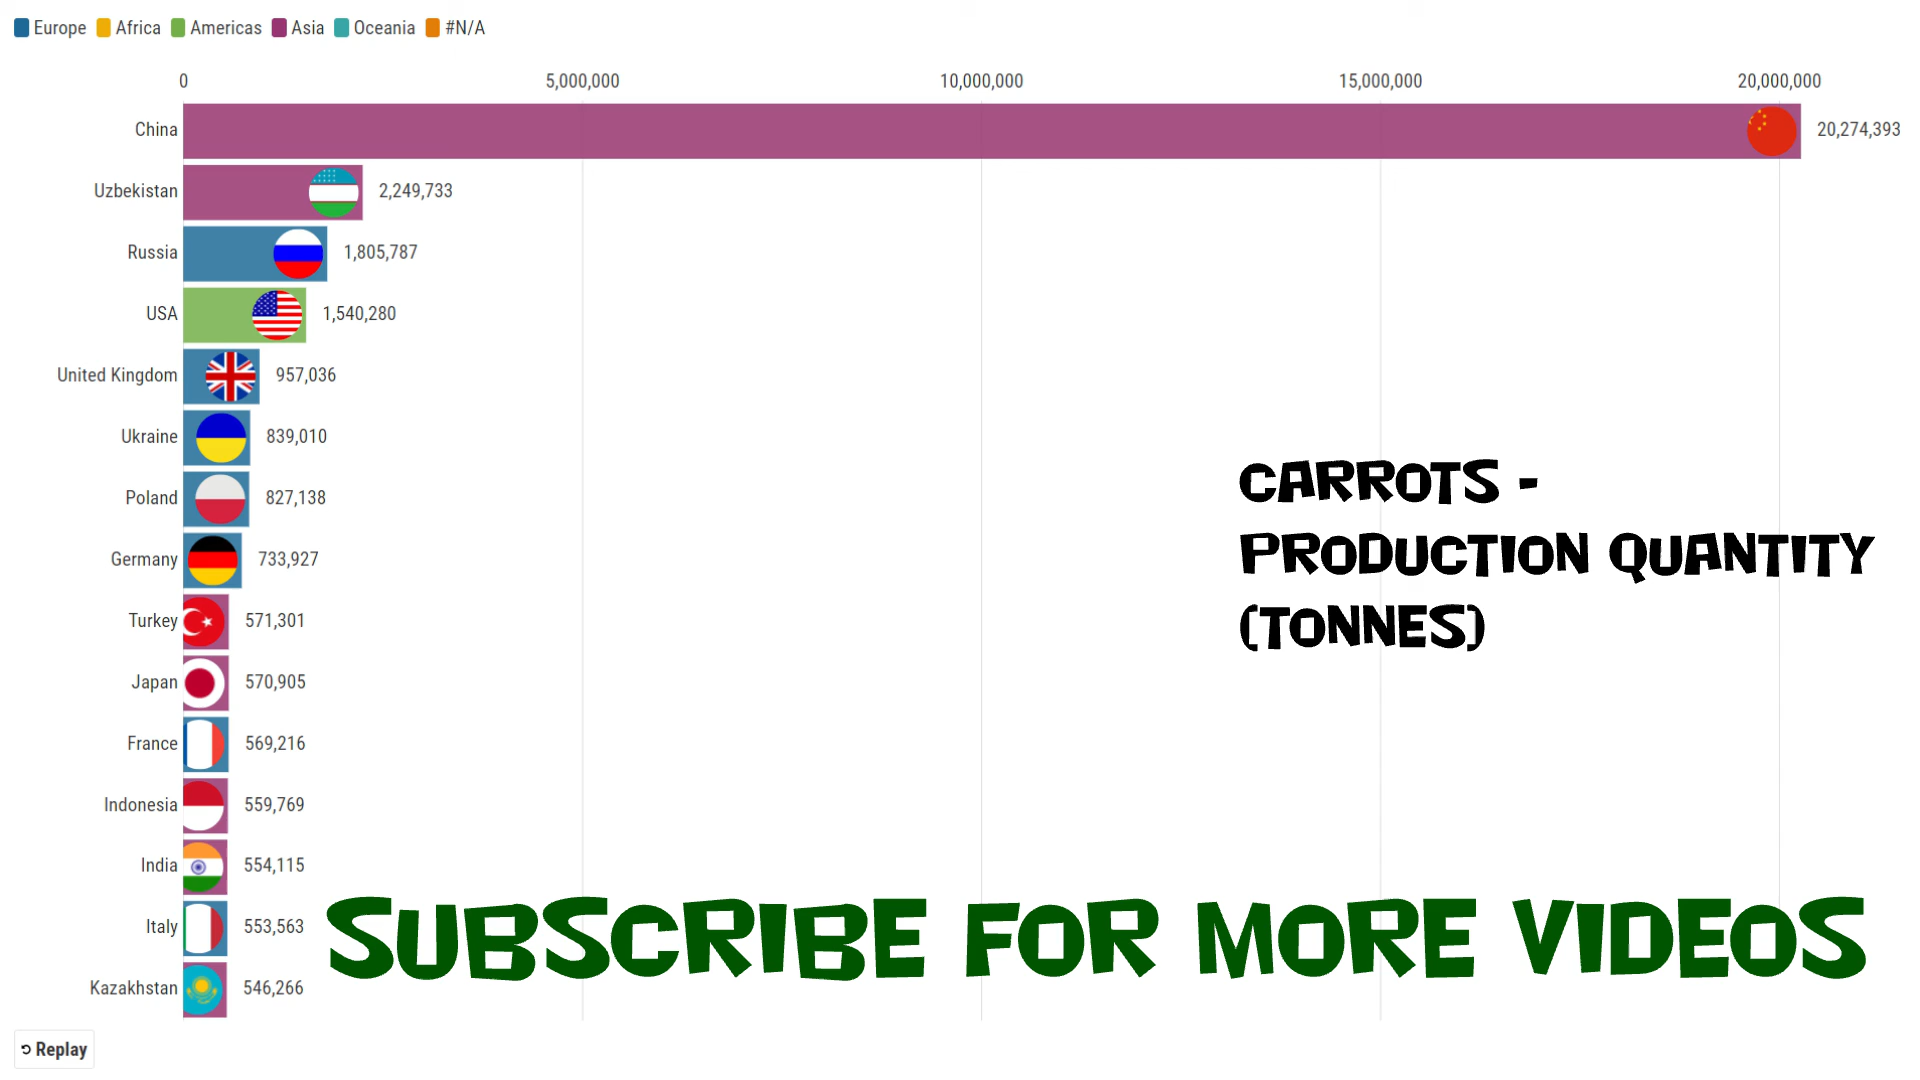 Europe Africa Americas Asia Oceania #N/A
0 5,000,000 10,000,000 15,000,000 20,000,000
China 20,274,393
Uzbekistan 2,249,733
Russia 1,805,787
USA 1,540,280
United Kingdom 957,036
Ukraine 839,010
CARROTS -
Poland 827,138
PRODUCTION QUANTITY
Germany 733,927
(TONNES)
Turkey 571,301
Japan 570,905
France 569,216
Indonesia 559,769
India 554,115
Italy 553,563
SUBSCRIBE FOR MORE VIDEOS
Kazakhstan 546,266
Replay